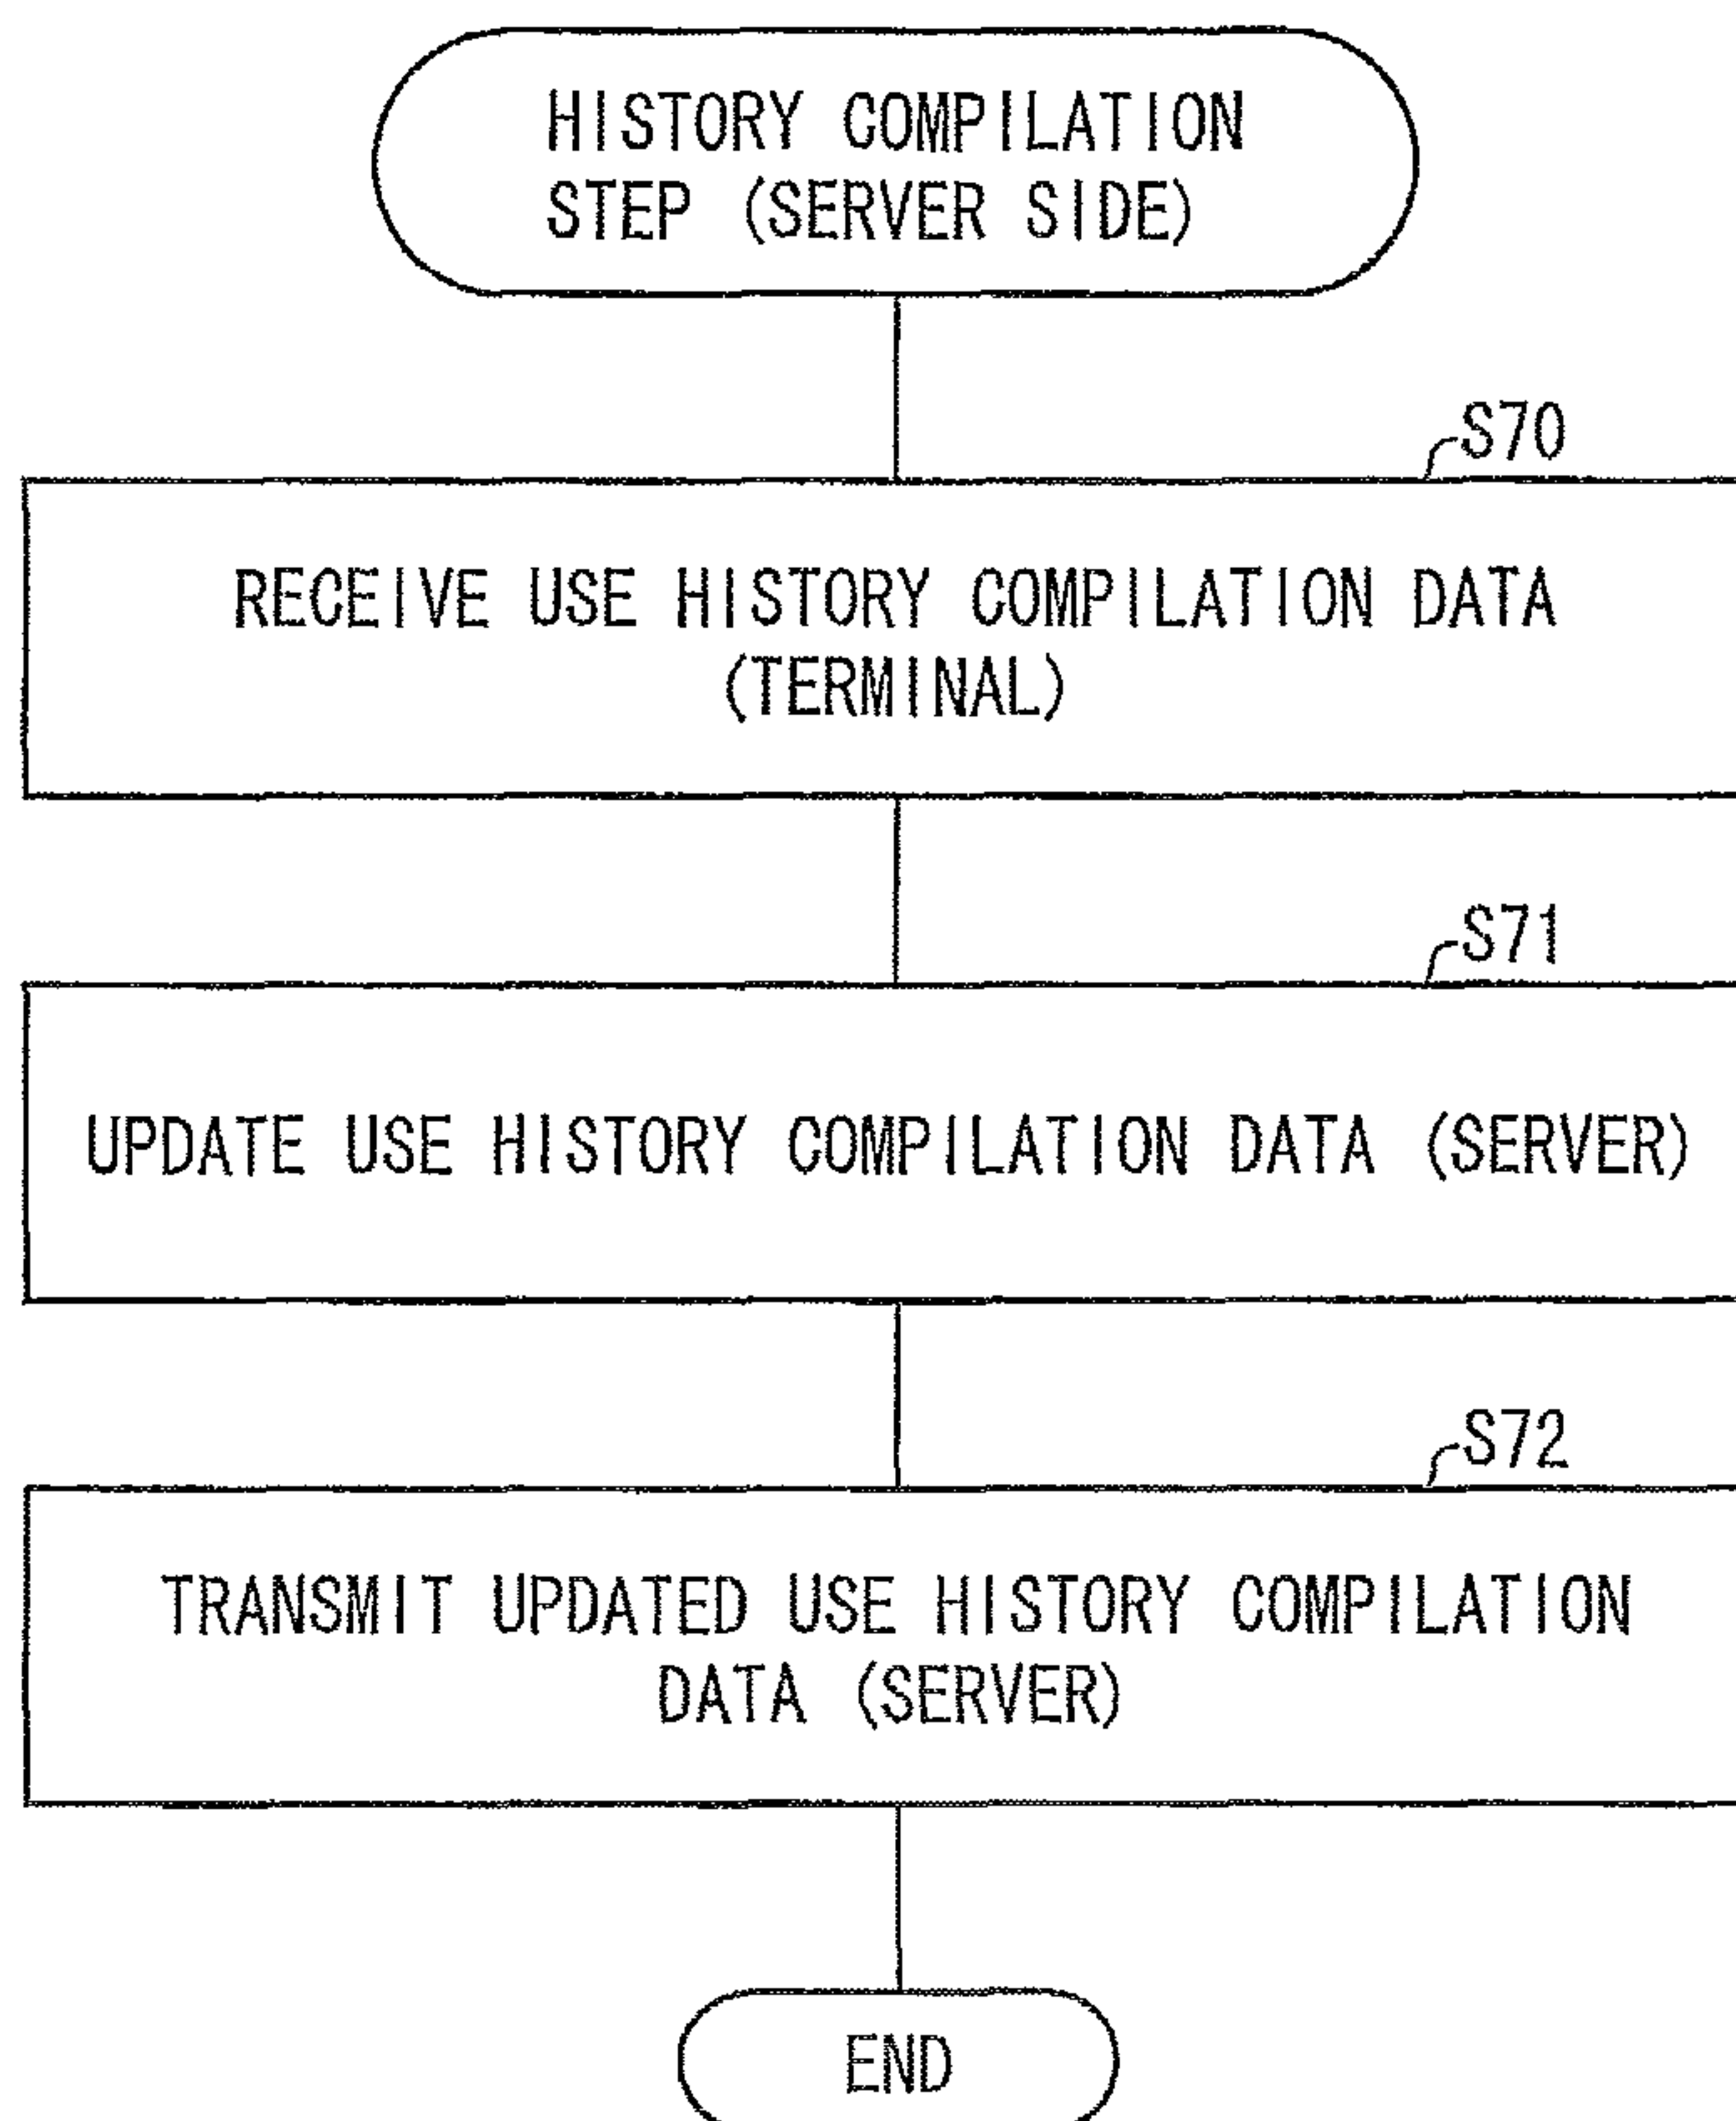 HISTORY COMPILATION
STEP (SERVER SIDE)
S70
RECEIVE USE HISTORY COMPILATION DATA
(TERMINAL)
S71
UPDATE USE HISTORY COMPILATION DATA (SERVER)
S72
TRANSMIT UPDATED USE HISTORY COMPILATION
DATA (SERVER)
END